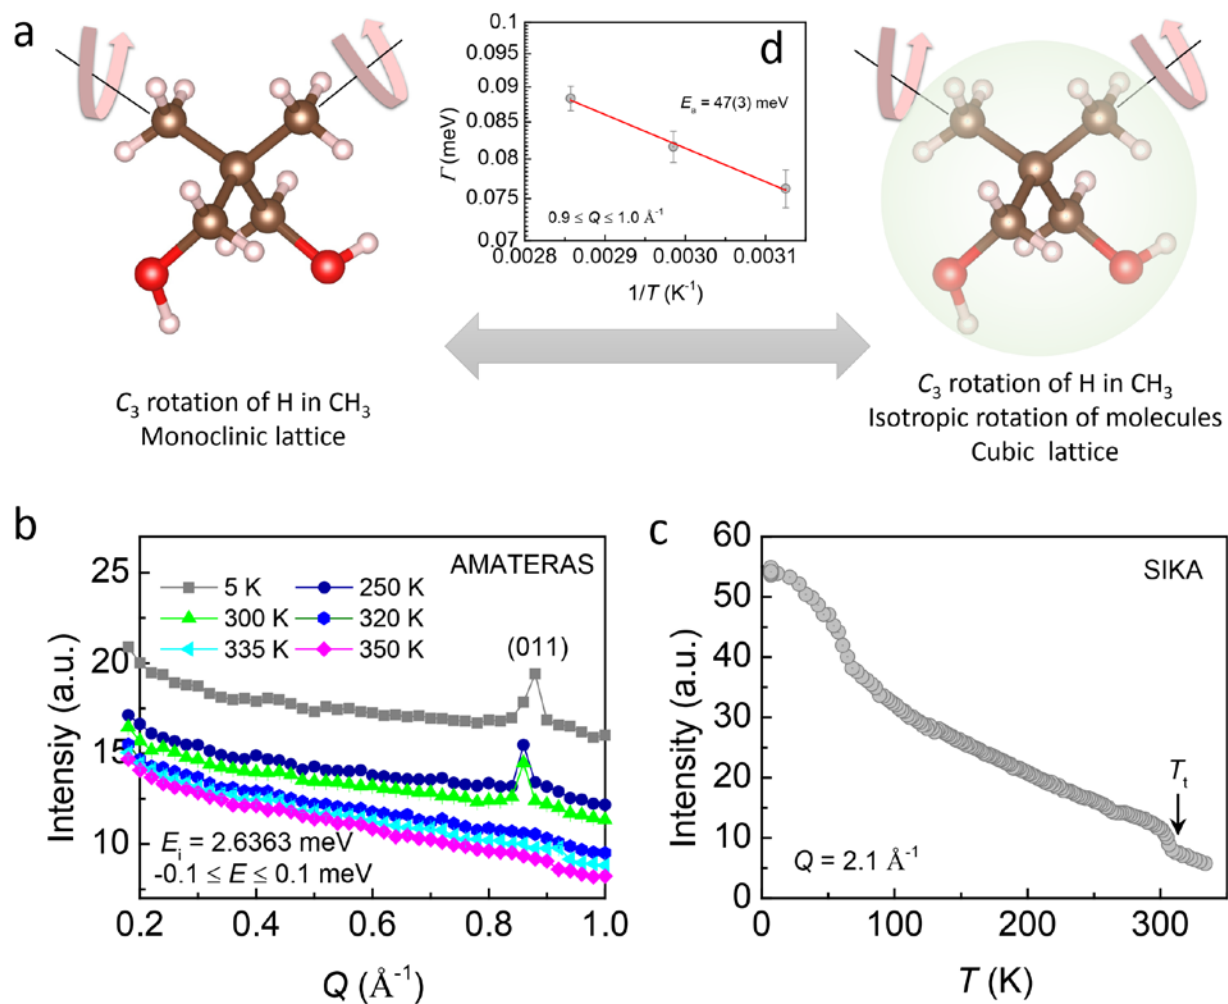 a
d
0.1
0.095
0.09
0.085
0.08
0.075
0.07
Γ (meV)
Eₐ = 47(3) meV
0.9 ≤ Q ≤ 1.0 Å⁻¹
0.0028 0.0029 0.0030 0.0031
1/T (K⁻¹)
C₃ rotation of H in CH₃
Monoclinic lattice
C₃ rotation of H in CH₃
Isotropic rotation of molecules
Cubic lattice
b
AMATERAS
25
20
15
10
Intensiy (a.u.)
5 K 250 K
300 K 320 K
335 K 350 K
(011)
Eᵢ = 2.6363 meV
-0.1 ≤ E ≤ 0.1 meV
0.2 0.4 0.6 0.8 1.0
Q (Å⁻¹)
c
SIKA
60
50
40
30
20
10
0
Intensity (a.u.)
Tₜ
Q = 2.1 Å⁻¹
0 100 200 300
T (K)